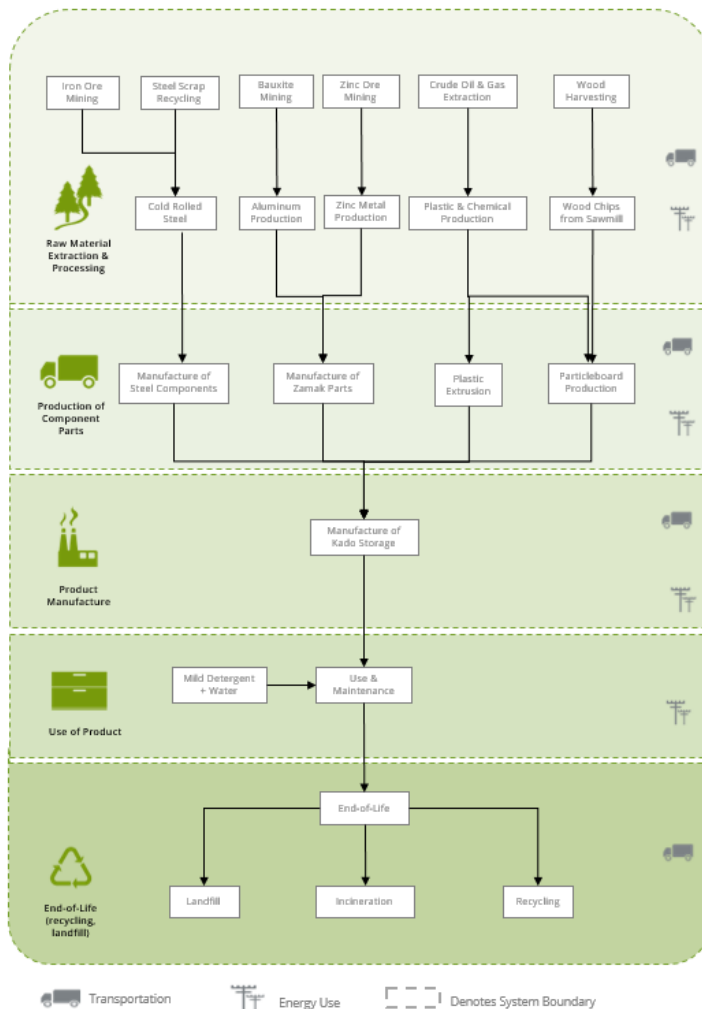 Iron Ore
Mining
Steel Scrap
Recycling
Bauxite
Mining
Zinc Ore
Mining
Crude Oil & Gas
Extraction
Wood
Harvesting
Cold Rolled
Steel
Aluminum
Production
Zinc Metal
Production
Plastic & Chemical
Production
Wood Chips
from Sawmill
Raw Material
Extraction &
Processing
Manufacture of
Steel Components
Manufacture of
Zamak Parts
Plastic
Extrusion
Particleboard
Production
Production of
Component
Parts
Manufacture of
Kado Storage
Product
Manufacture
Mild Detergent
+ Water
Use &
Maintenance
Use of Product
End-of-Life
Landfill
Incineration
Recycling
End-of-Life
(recycling,
landfill)
Transportation
Energy Use
Denotes System Boundary